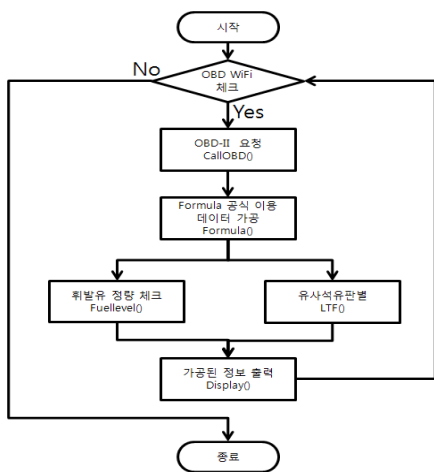 시작
No
OBD WiFi
체크
Yes
OBD-II 요청
CallOBD()
Formula 공식 이용
데이터 가공
Formula()
휘발유 정량 체크
Fuellevel()
유사석유판별
LTF()
가공된 정보 출력
Display()
종료